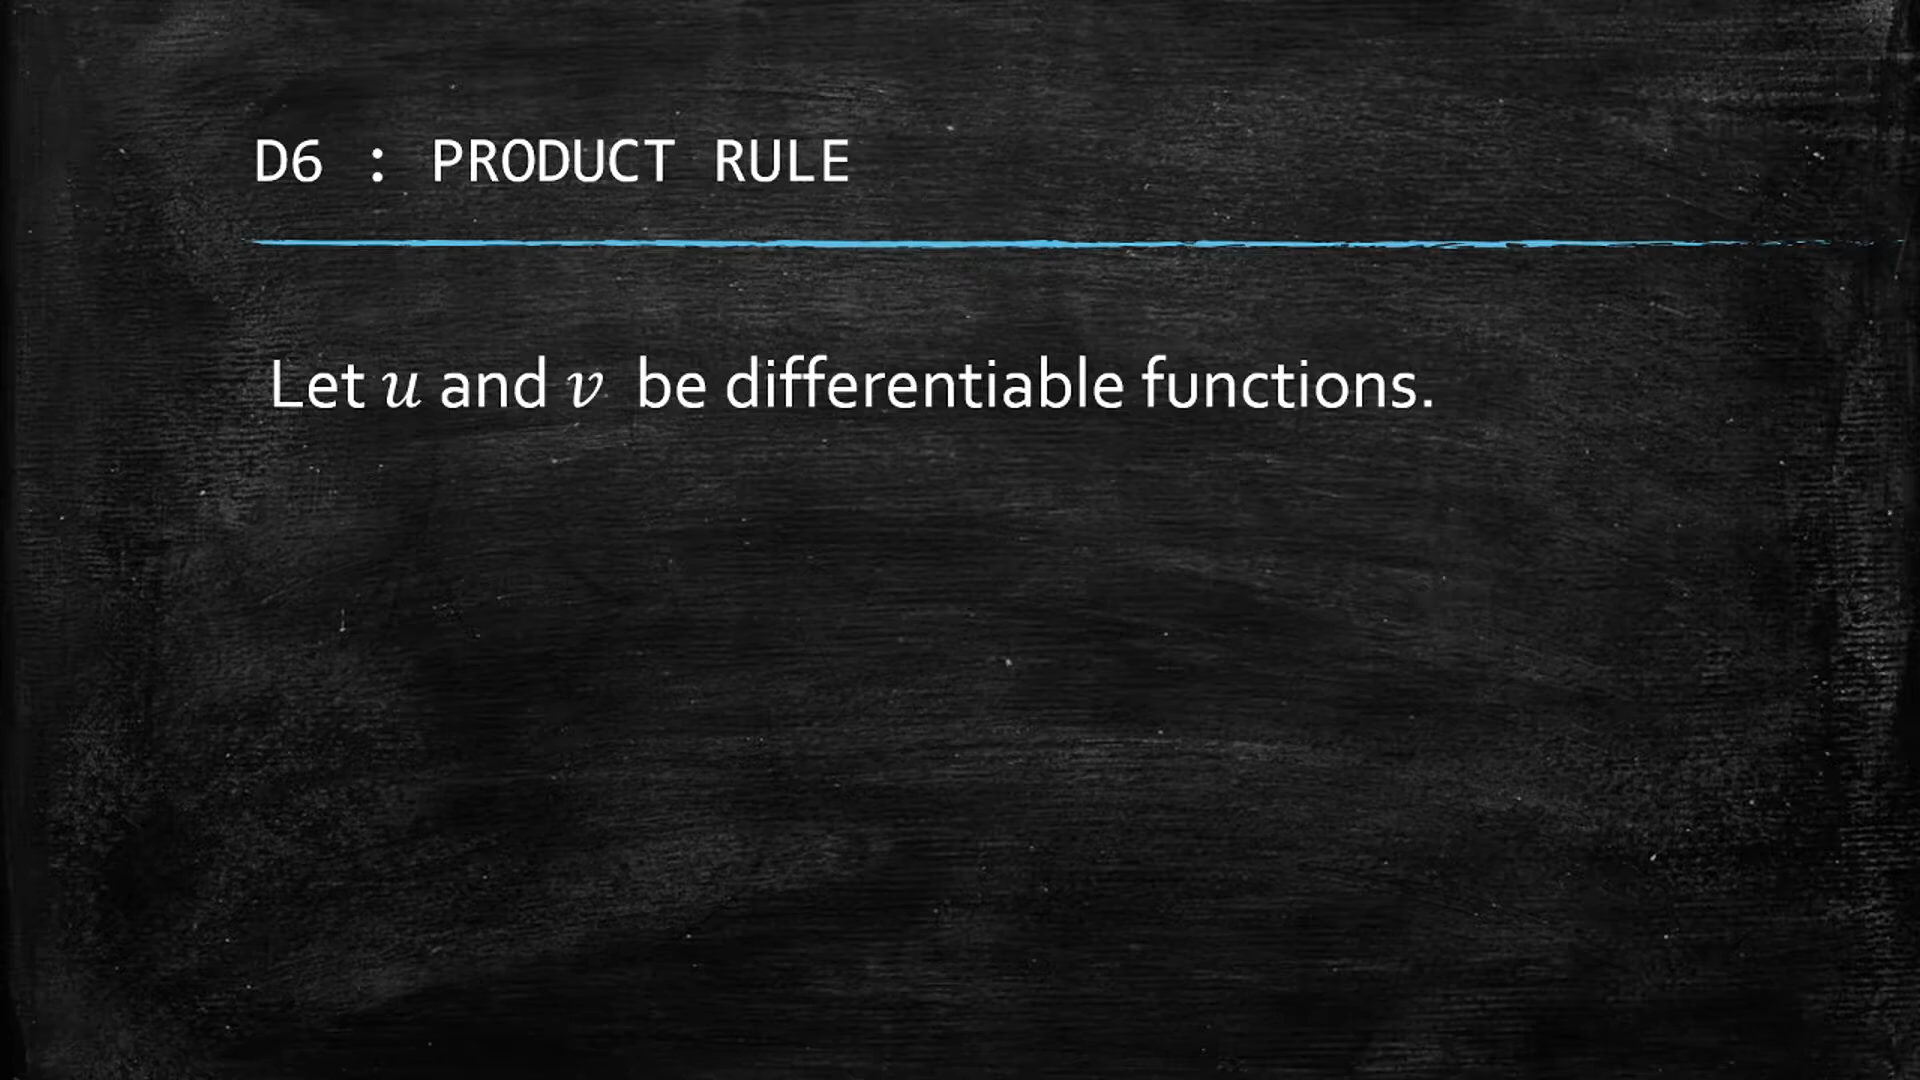 D6 : PRODUCT RULE
Let u and v be differentiable functions.